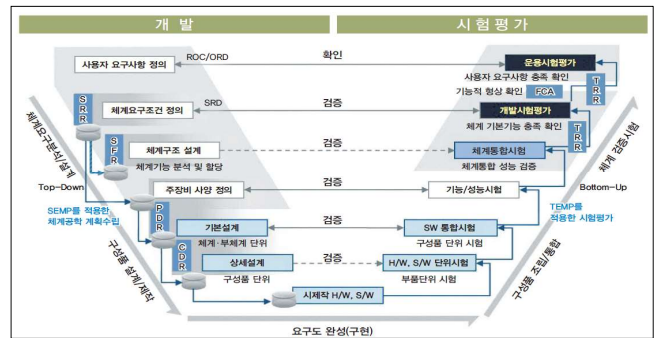 개 발
시 험 평 가
사용자 요구사항 정의
ROC/ORD
확인
운용시험평가
사용자 요구사항 충족 확인
기능적 형상 확인
FCA
TRR
SRR
체계요구조건 정의
SRD
검증
개발시험평가
체계 기본기능 충족 확인
TRR
SFR
체계구조 설계
체계기능 분석 및 할당
검증
체계통합시험
체계통합 성능 검증
체계요구분석/설계
Top-Down
SEMP를 적용한
체계공학 계획수립
주장비 사양 정의
검증
기능/성능시험
체계 검증시험
Bottom-Up
TEMP를
적용한 시험평가
PDR
기본설계
체계·부체계 단위
검증
SW 통합시험
구성품 단위 시험
CDR
상세설계
구성품 단위
검증
H/W, S/W 단위시험
부품단위 시험
구성품 설계/제작
시제작 H/W, S/W
구성품 조립/통합
요구도 완성(구현)